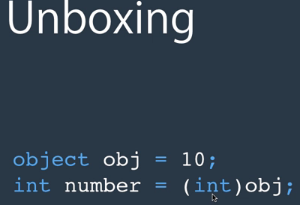 Unboxing
object obj = 10;
int number = (int)obj;